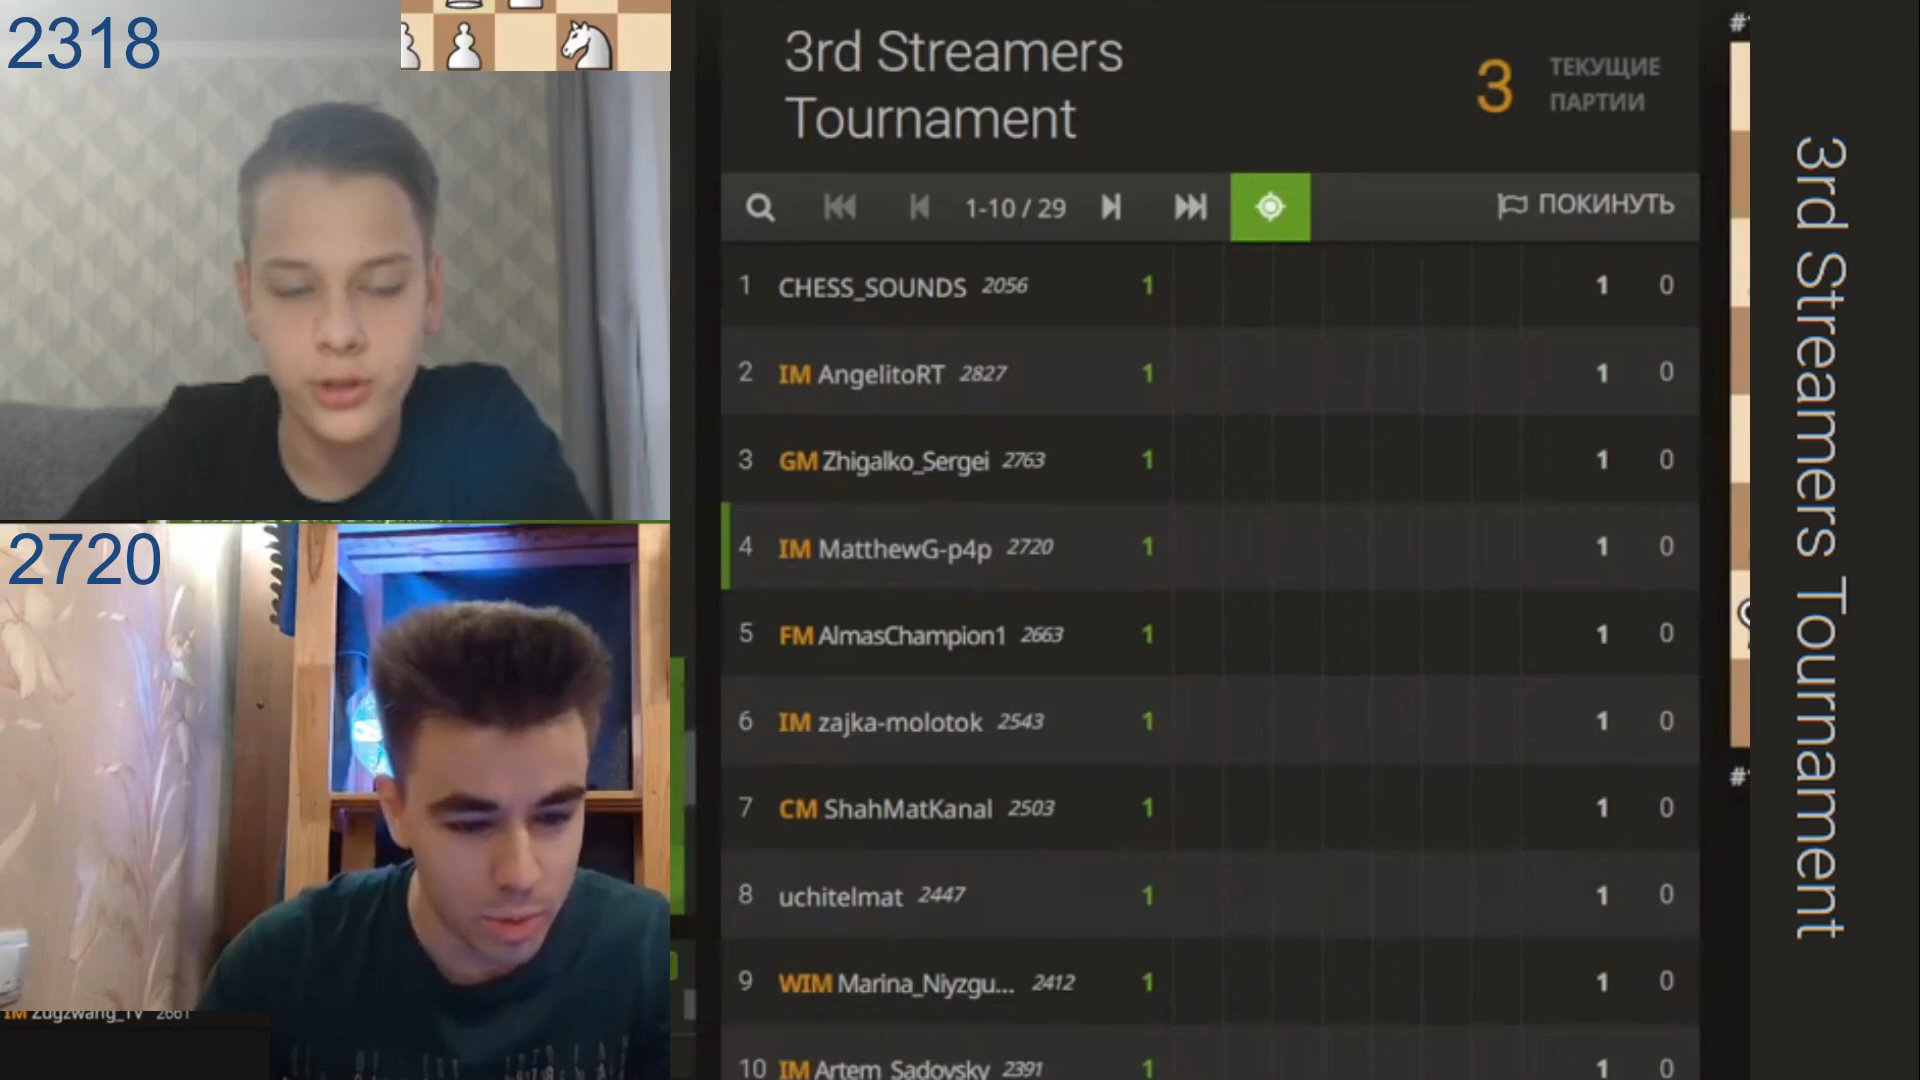 2318
2720
IM Zugzwang_TV 2661
3rd Streamers
Tournament
3 ТЕКУЩИЕ
ПАРТИИ
1-10 / 29
ПОКИНУТЬ
1 CHESS_SOUNDS 2056 1 1 0
2 IM AngelitoRT 2827 1 1 0
3 GM Zhigalko_Sergei 2763 1 1 0
4 IM MatthewG-p4p 2720 1 1 0
5 FM AlmasChampion1 2663 1 1 0
6 IM zajka-molotok 2543 1 1 0
7 CM ShahMatKanal 2503 1 1 0
8 uchitelmat 2447 1 1 0
9 WIM Marina_Niyzgu... 2412 1 1 0
10 IM Artem_Sadovsky 2391 1 1 0
3rd Streamers Tournament